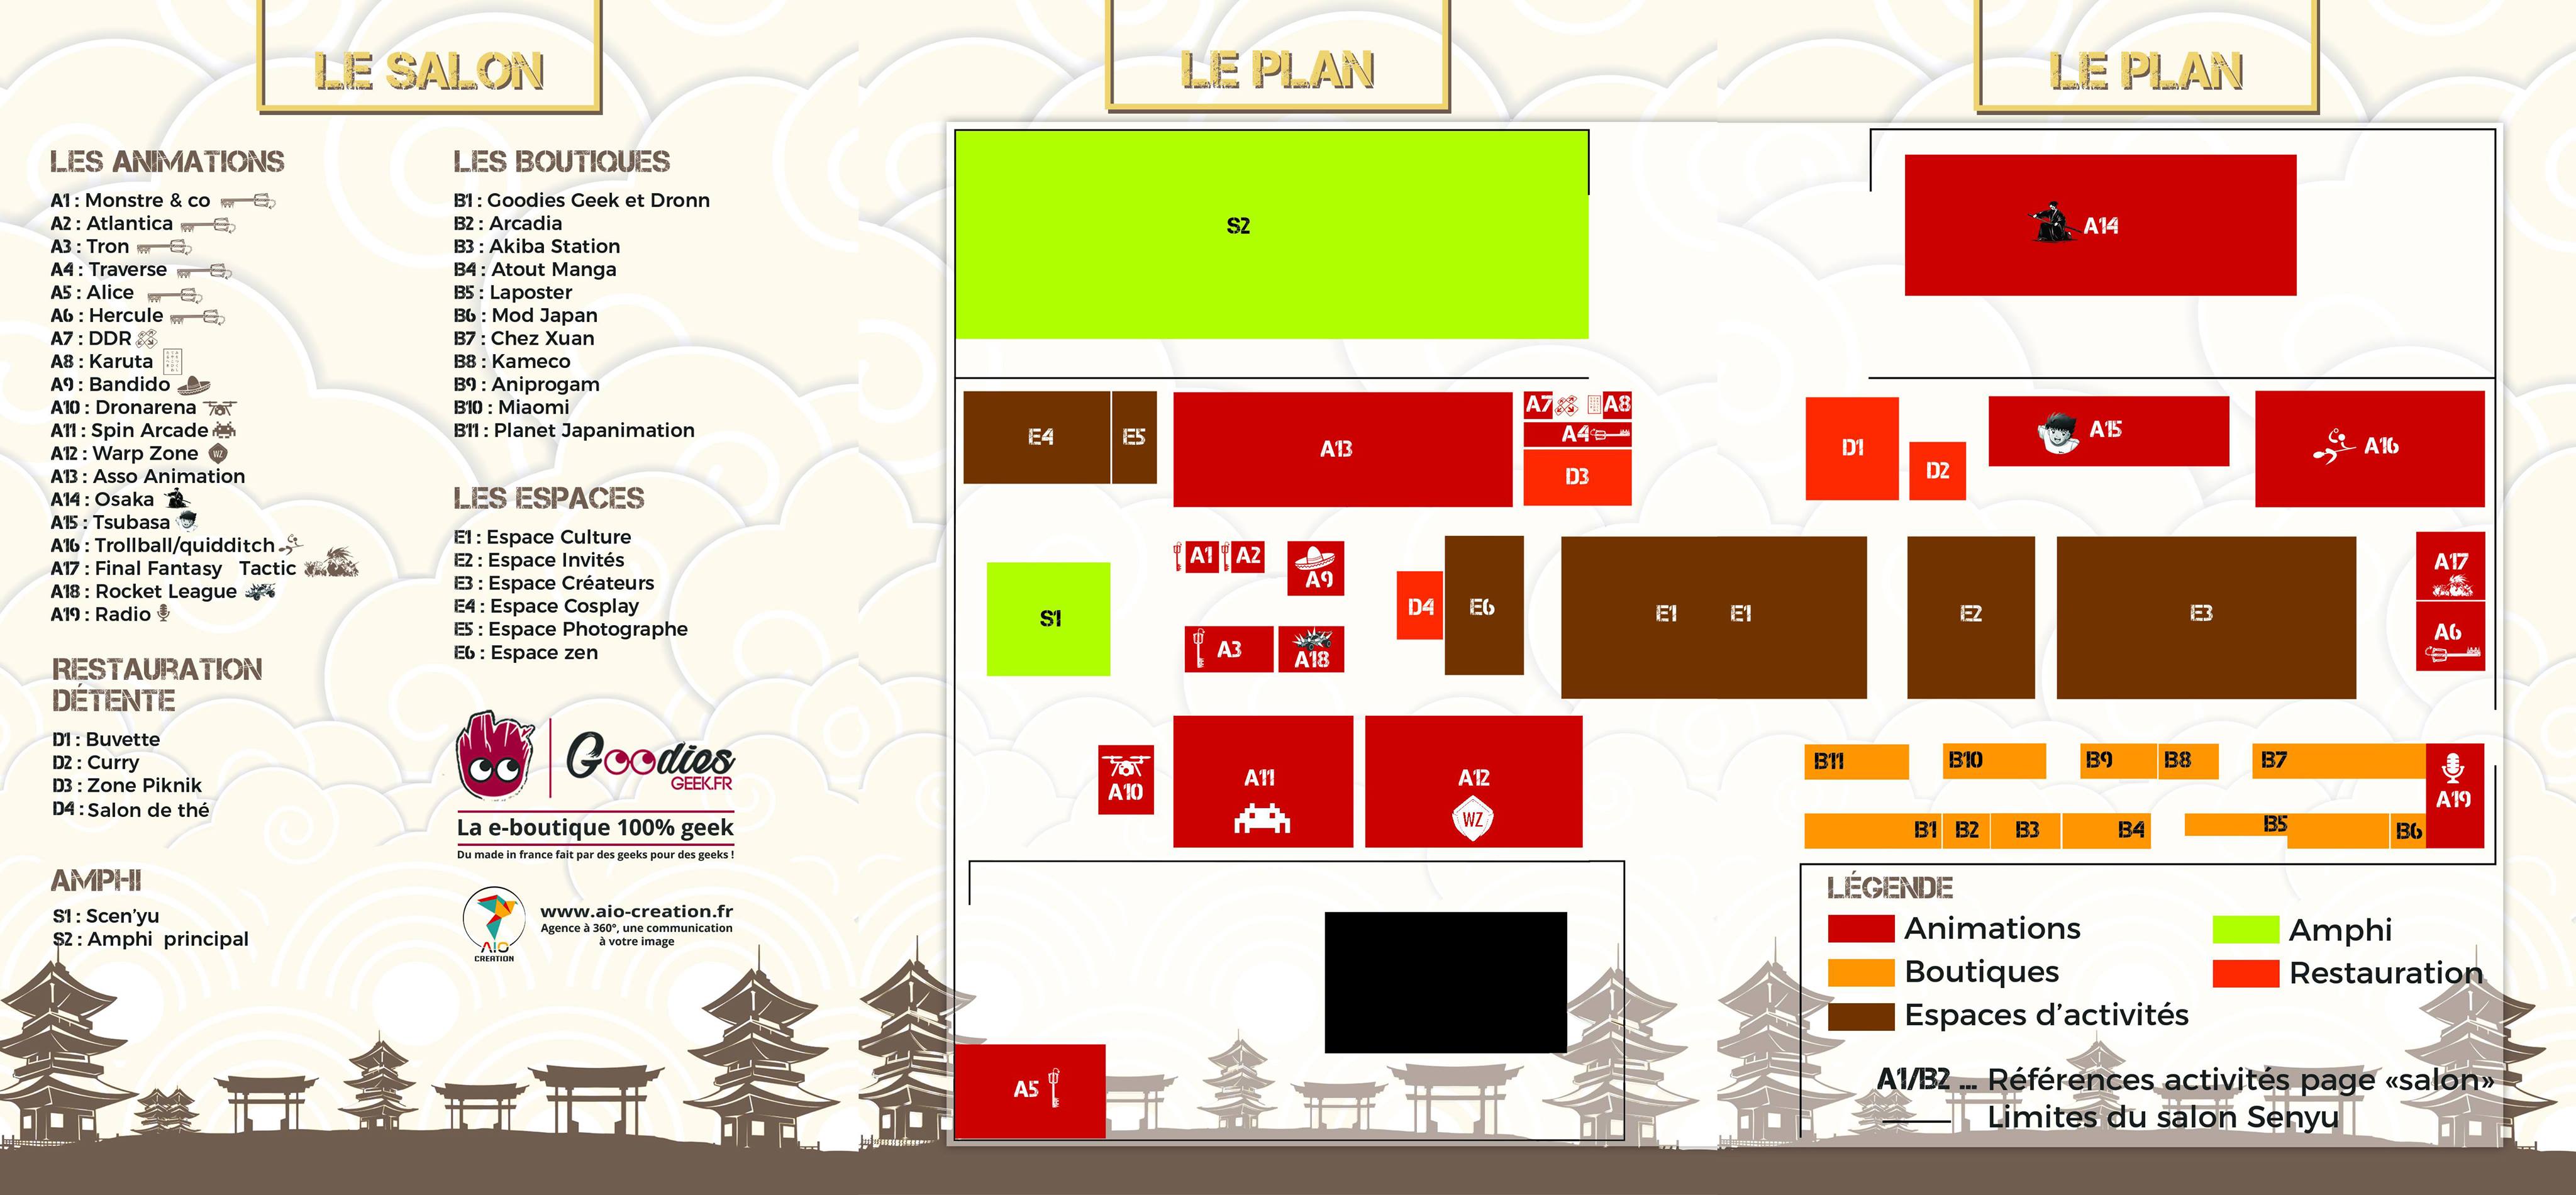 LE SALON
LES ANIMATIONS
A1 : Monstre & co
A2 : Atlantica
A3 : Tron
A4 : Traverse
A5 : Alice
A6 : Hercule
A7 : DDR
A8 : Karuta
A9 : Bandido
A10 : Dronarena
A11 : Spin Arcade
A12 : Warp Zone
WZ
A13 : Asso Animation
A14 : Osaka
A15 : Tsubasa
A16 : Trollball/quidditch
A17 : Final Fantasy Tactic
A18 : Rocket League
A19 : Radio
RESTAURATION
DÉTENTE
D1 : Buvette
D2 : Curry
D3 : Zone Piknik
D4 : Salon de thé
AMPHI
S1 : Scen'yu
S2 : Amphi principal
LES BOUTIQUES
B1 : Goodies Geek et Dronn
B2 : Arcadia
B3 : Akiba Station
B4 : Atout Manga
B5 : Laposter
B6 : Mod Japan
B7 : Chez Xuan
B8 : Kameco
B9 : Aniprogam
B10 : Miaomi
B11 : Planet Japanimation
LES ESPACES
E1 : Espace Culture
E2 : Espace Invités
E3 : Espace Créateurs
E4 : Espace Cosplay
E5 : Espace Photographe
E6 : Espace zen
Goodies
GEEK.FR
La e-boutique 100% geek
Du made in france fait par des geeks pour des geeks !
AIO
CREATION
www.aio-creation.fr
Agence à 360°, une communication
à votre image
LE PLAN
S2
E4
E5
A13
A7
A8
A4
D3
S1
A1
A2
A9
A3
A18
D4
E6
E1
A10
A11
A12
WZ
A5
LE PLAN
A14
D1
D2
A15
A16
E1
E2
E3
A17
A6
B11
B10
B9
B8
B7
A19
B1
B2
B3
B4
B5
B6
LÉGENDE
Animations
Boutiques
Espaces d'activités
Amphi
Restauration
A1/B2 ... Références activités page «salon»
Limites du salon Senyu